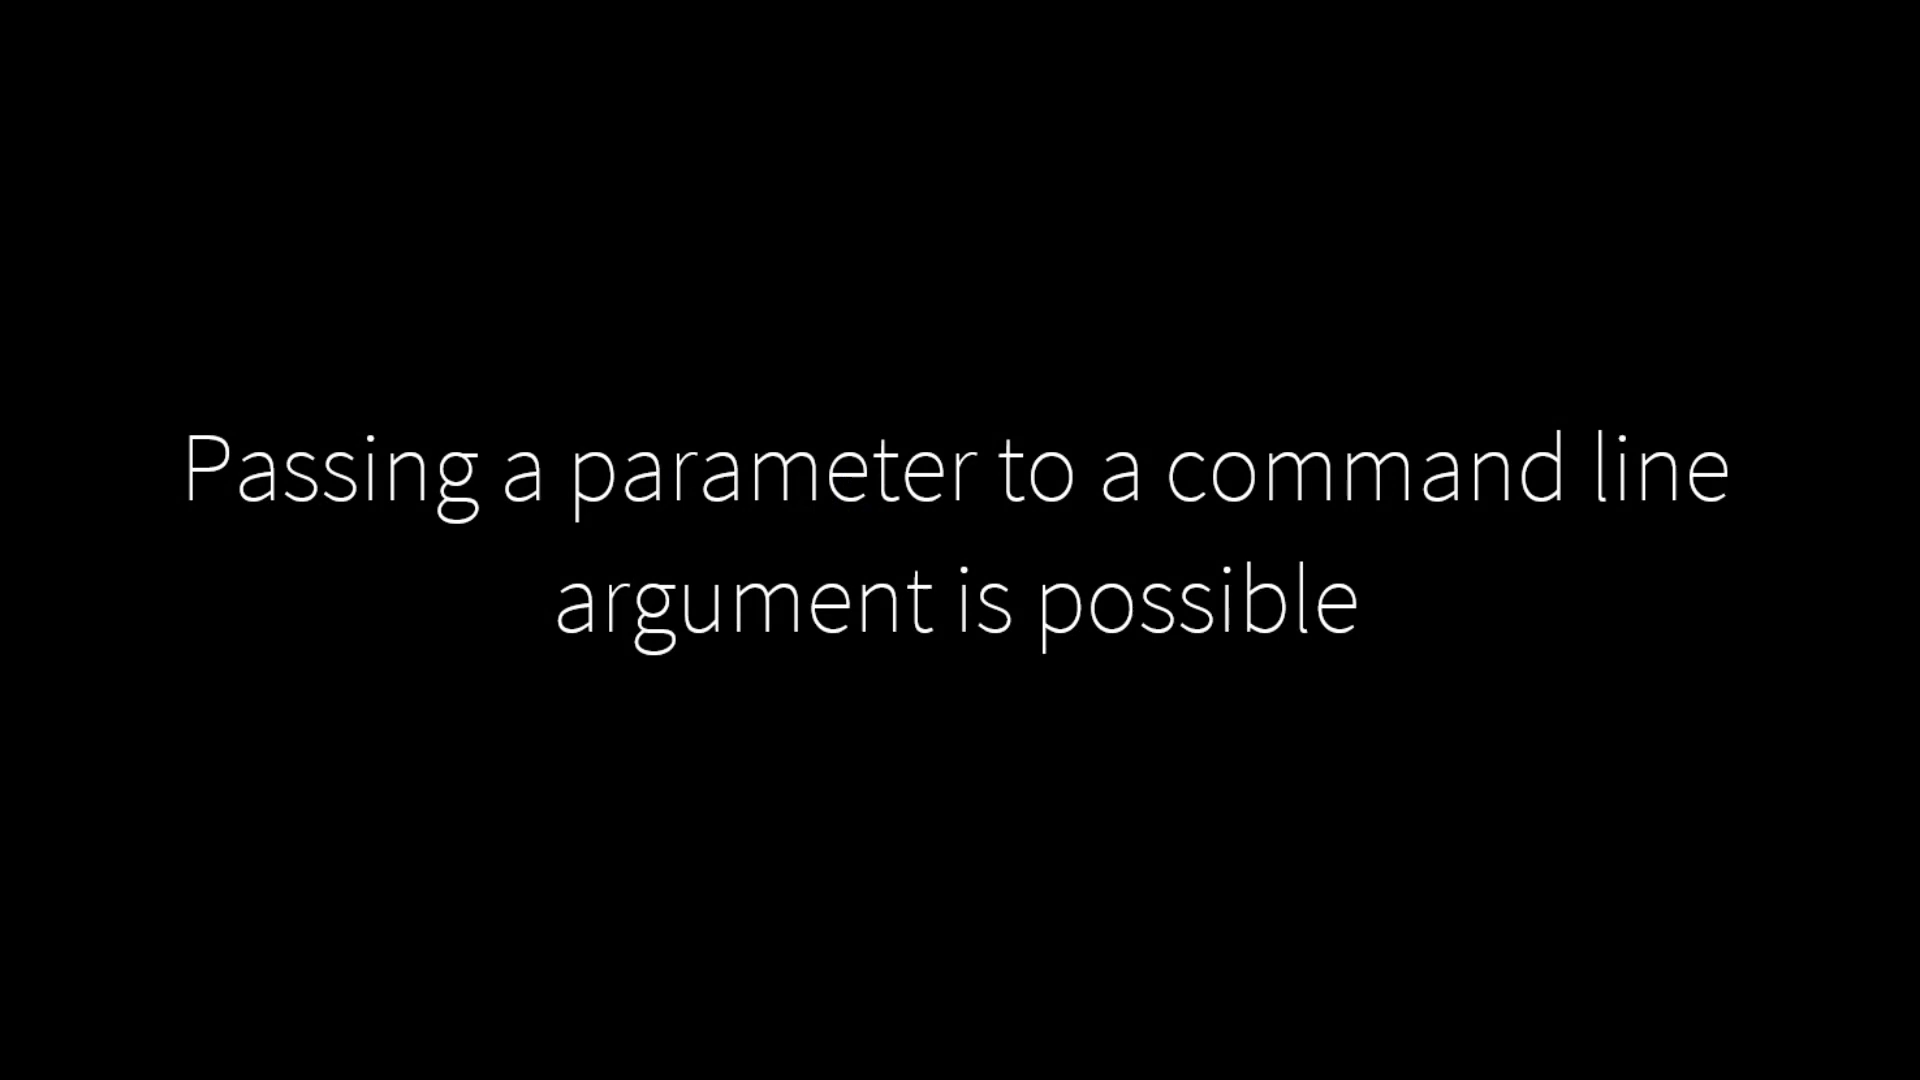 Passing a parameter to a command line
argument is possible